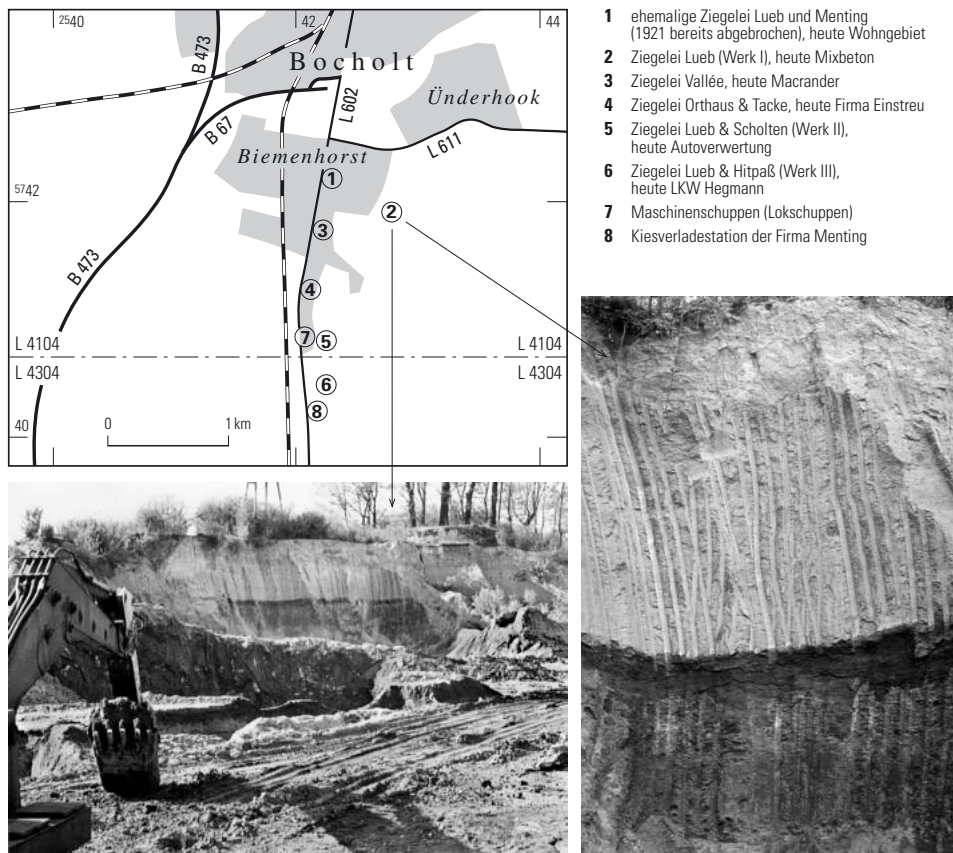 2540
42
44
B 473
Bocholt
L 602
Ünderhook
B 67
L 611
Biemenhorst
5742
1
2
3
B 473
4
7
5
L 4104
L 4104
L 4304
L 4304
6
8
40
0
1 km
1 ehemalige Ziegelei Lueb und Menting
(1921 bereits abgebrochen), heute Wohngebiet
2 Ziegelei Lueb (Werk I), heute Mixbeton
3 Ziegelei Vallée, heute Macrander
4 Ziegelei Orthaus & Tacke, heute Firma Einstreu
5 Ziegelei Lueb & Scholten (Werk II),
heute Autoverwertung
6 Ziegelei Lueb & Hitpaß (Werk III),
heute LKW Hegmann
7 Maschinenschuppen (Lokschuppen)
8 Kiesverladestation der Firma Menting